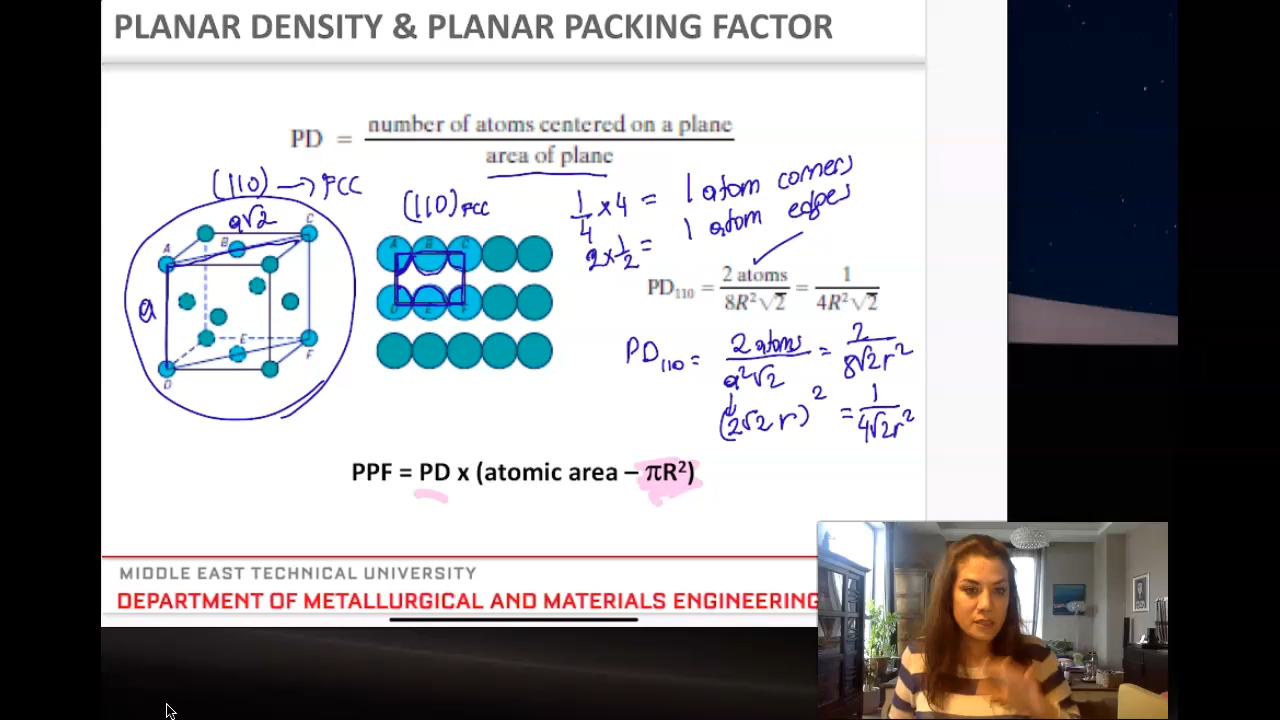 PLANAR DENSITY & PLANAR PACKING FACTOR
PD = number of atoms centered on a plane / area of plane
(110) → FCC
a√2
A B C
a
E
D F
(110)FCC
A B C
D E F
1/4 × 4 = 1 atom corners
2 × 1/2 = 1 atom edges
PD110 = 2 atoms / 8R²√2 = 1 / 4R²√2
PD110 = 2 atoms / a²√2 = 2 / 8√2r²
(2√2 r)² = 1 / 4√2r²
PPF = PD x (atomic area – πR²)
MIDDLE EAST TECHNICAL UNIVERSITY
DEPARTMENT OF METALLURGICAL AND MATERIALS ENGINEERING